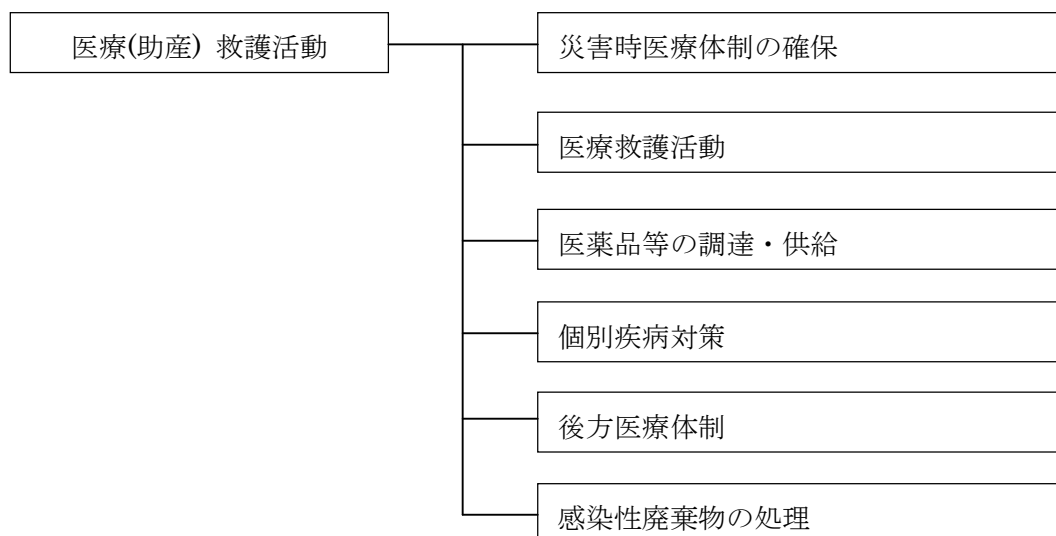 医療(助産) 救護活動
災害時医療体制の確保
医療救護活動
医薬品等の調達・供給
個別疾病対策
後方医療体制
感染性廃棄物の処理